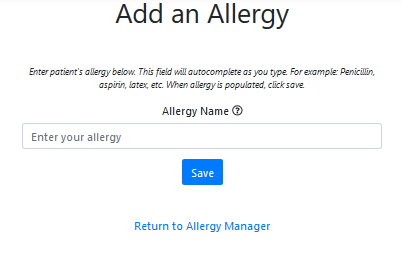 Add an Allergy
Enter patient's allergy below. This field will autocomplete as you type. For example: Penicillin,
aspirin, latex, etc. When allergy is populated, click save.
Allergy Name
Enter your allergy
Save
Return to Allergy Manager